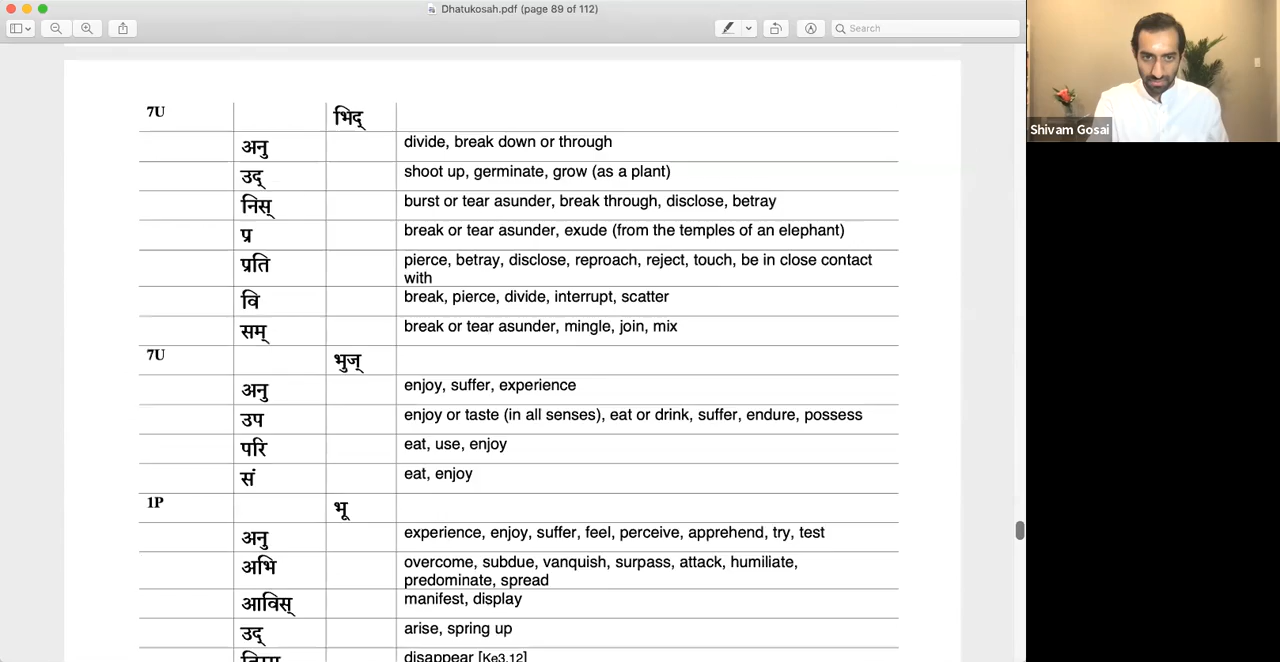 Dhatukosah.pdf (page 89 of 112)
Search
Shivam Gosai
7U भिद्
अनु divide, break down or through
उद् shoot up, germinate, grow (as a plant)
निस् burst or tear asunder, break through, disclose, betray
प्र break or tear asunder, exude (from the temples of an elephant)
प्रति pierce, betray, disclose, reproach, reject, touch, be in close contact
with
वि break, pierce, divide, interrupt, scatter
सम् break or tear asunder, mingle, join, mix
7U भुज्
अनु enjoy, suffer, experience
उप enjoy or taste (in all senses), eat or drink, suffer, endure, possess
परि eat, use, enjoy
सं eat, enjoy
1P भू
अनु experience, enjoy, suffer, feel, perceive, apprehend, try, test
अभि overcome, subdue, vanquish, surpass, attack, humiliate,
predominate, spread
आविस् manifest, display
उद् arise, spring up
disappear [Ke3.12]